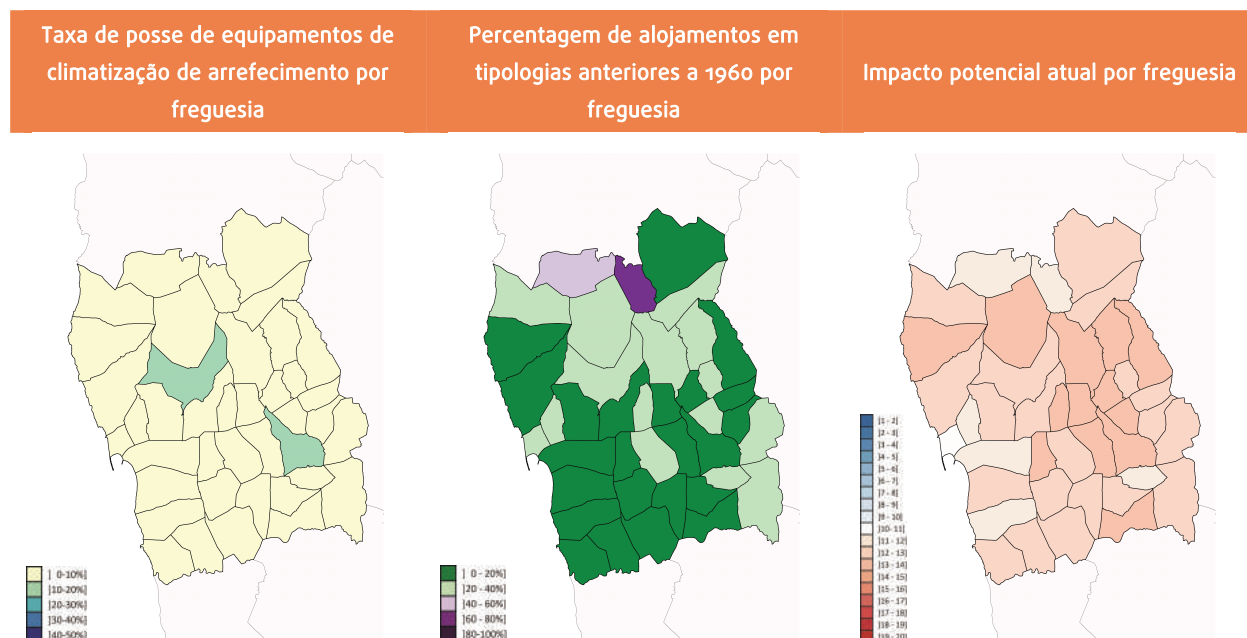 Taxa de posse de equipamentos de
climatização de arrefecimento por
freguesia
Percentagem de alojamentos em
tipologias anteriores a 1960 por
freguesia
Impacto potencial atual por freguesia
] 0-10%]
]10-20%]
]20-30%]
]30-40%]
]40-50%]
] 0 - 20%]
]20 - 40%]
]40 - 60%]
]60 - 80%]
]80-100%]
]1 - 2]
]2 - 3]
]3 - 4]
]4 - 5]
]5 - 6]
]6 - 7]
]7 - 8]
]8 - 9]
]9 - 10]
]10 - 11]
]11 - 12]
]12 - 13]
]13 - 14]
]14 - 15]
]15 - 16]
]16 - 17]
]17 - 18]
]18 - 19]
]19 - 20]